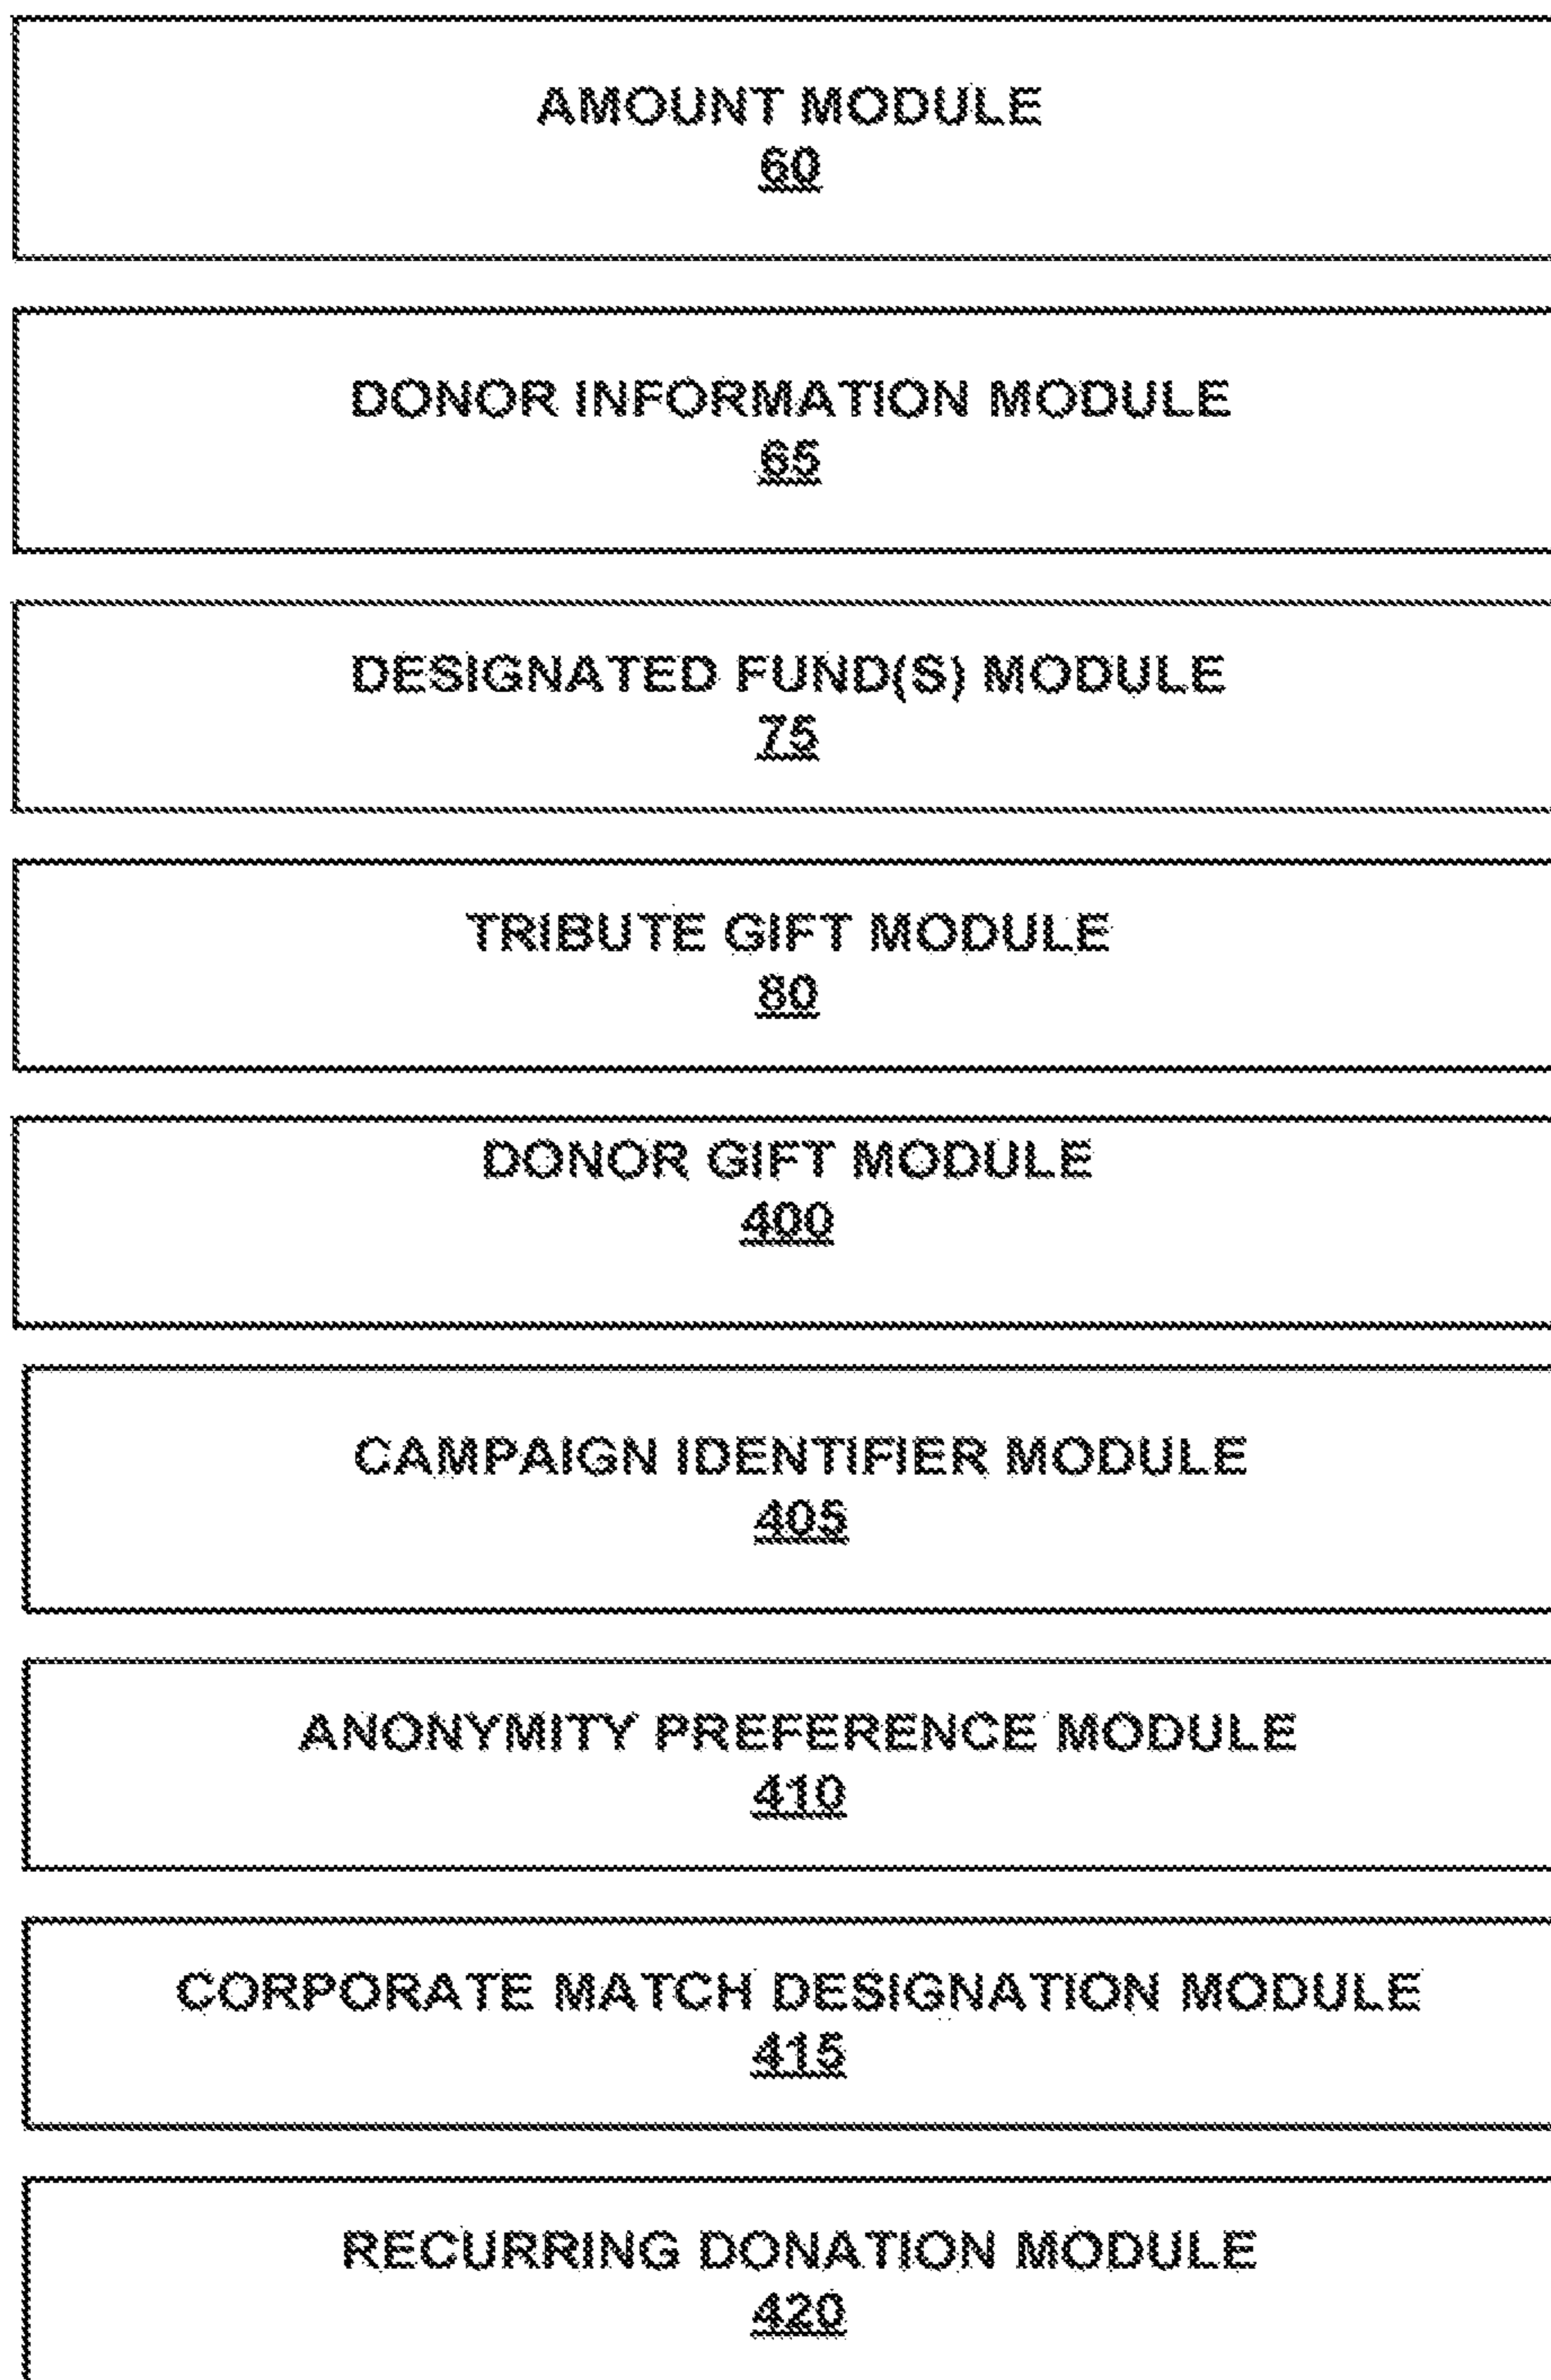 AMOUNT MODULE
60
DONOR INFORMATION MODULE
65
DESIGNATED FUND(S) MODULE
75
TRIBUTE GIFT MODULE
80
DONOR GIFT MODULE
400
CAMPAIGN IDENTIFIER MODULE
405
ANONYMITY PREFERENCE MODULE
410
CORPORATE MATCH DESIGNATION MODULE
415
RECURRING DONATION MODULE
420